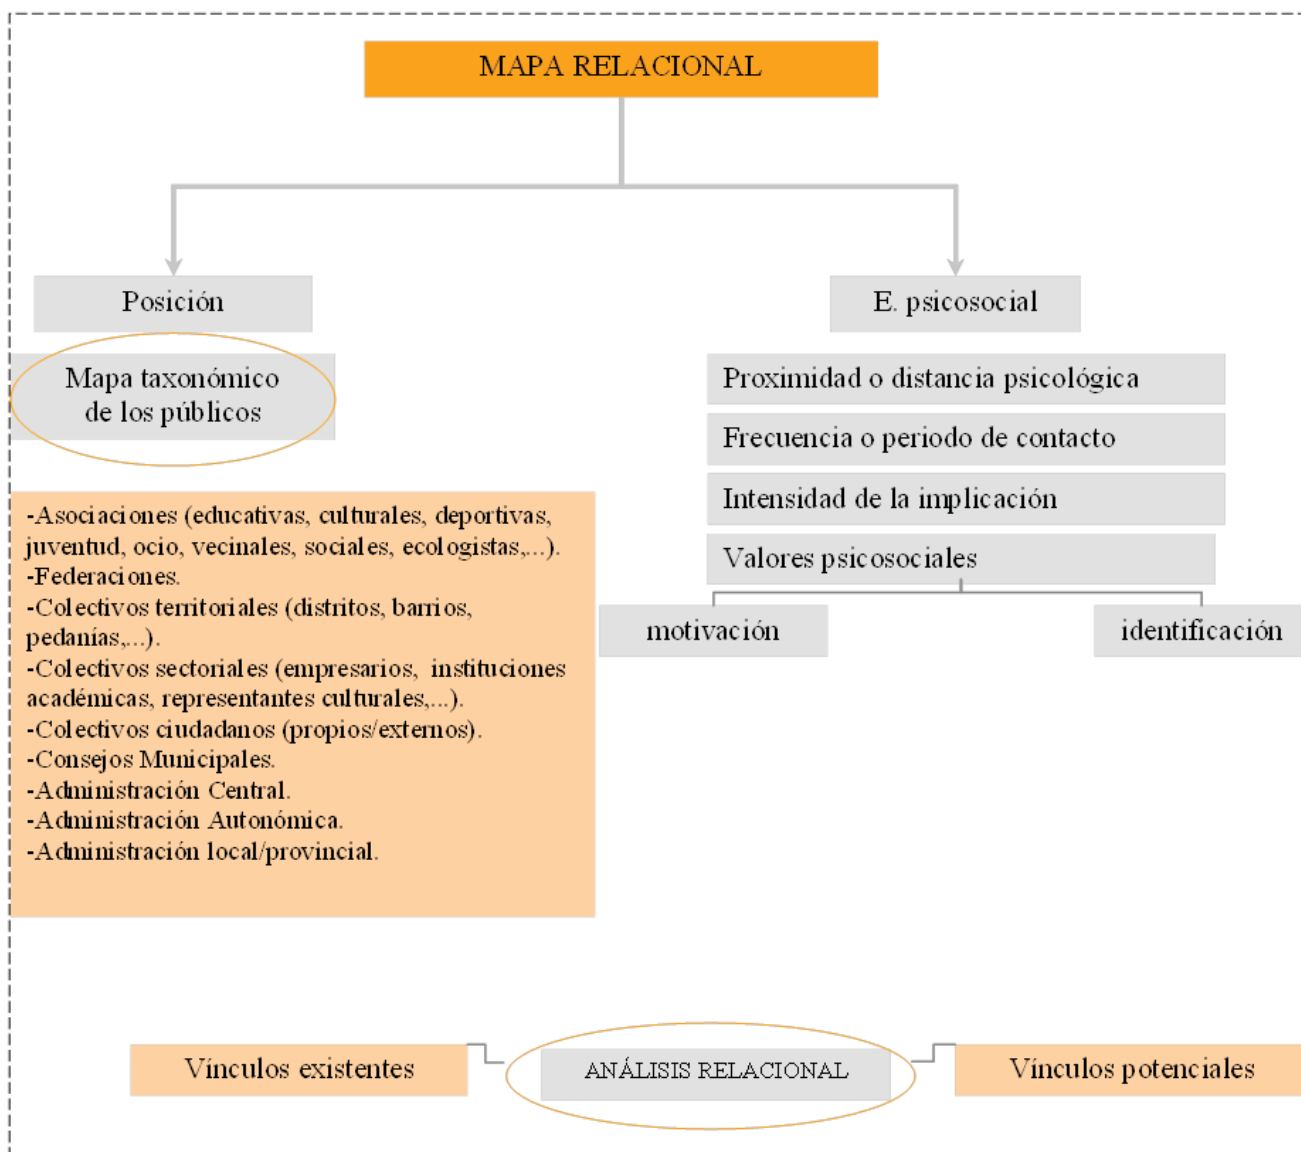 MAPA RELACIONAL
Posición
E. psicosocial
Mapa taxonómico
de los públicos
Proximidad o distancia psicológica
Frecuencia o periodo de contacto
Intensidad de la implicación
Valores psicosociales
motivación
identificación
-Asociaciones (educativas, culturales, deportivas,
juventud, ocio, vecinales, sociales, ecologistas,...).
-Federaciones.
-Colectivos territoriales (distritos, barrios,
pedanías,...).
-Colectivos sectoriales (empresarios, instituciones
académicas, representantes culturales,...).
-Colectivos ciudadanos (propios/externos).
-Consejos Municipales.
-Administración Central.
-Administración Autonómica.
-Administración local/provincial.
Vínculos existentes
ANÁLISIS RELACIONAL
Vínculos potenciales